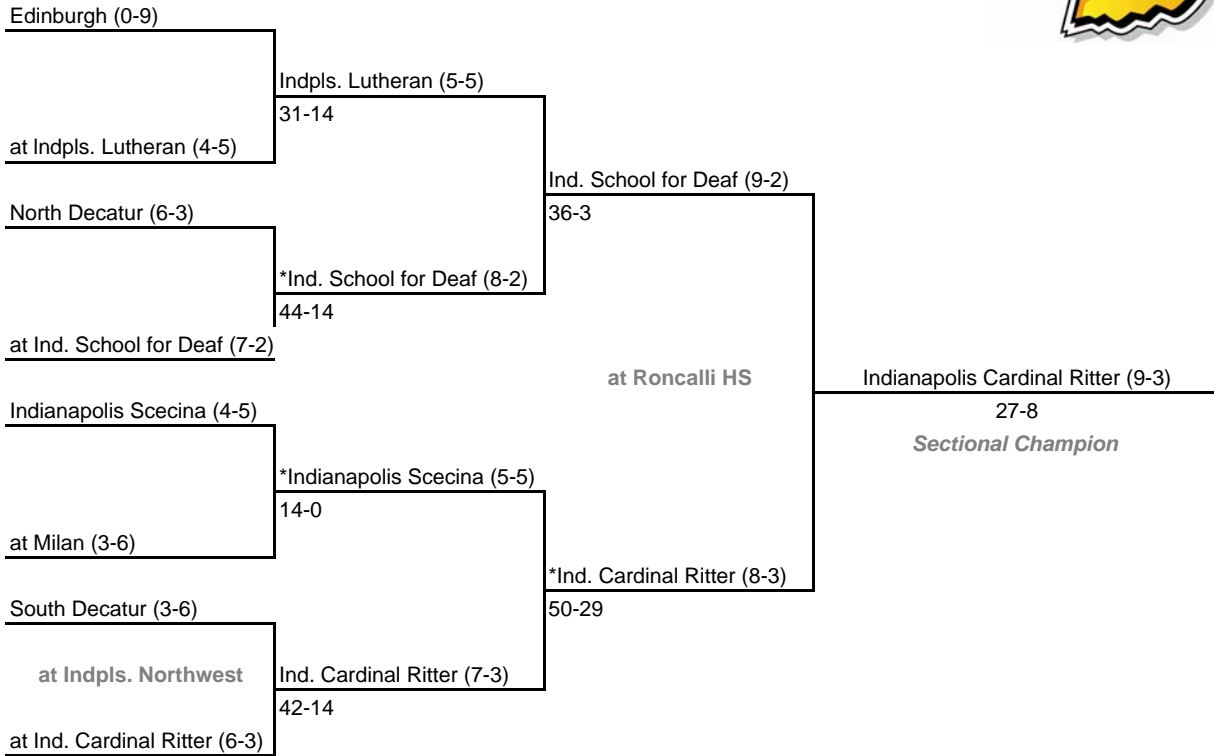 Edinburgh (0-9)
Indpls. Lutheran (5-5)
31-14
at Indpls. Lutheran (4-5)
Ind. School for Deaf (9-2)
36-3
North Decatur (6-3)
*Ind. School for Deaf (8-2)
44-14
at Ind. School for Deaf (7-2)
at Roncalli HS
Indianapolis Cardinal Ritter (9-3)
27-8
Sectional Champion
Indianapolis Scecina (4-5)
*Indianapolis Scecina (5-5)
14-0
at Milan (3-6)
*Ind. Cardinal Ritter (8-3)
50-29
South Decatur (3-6)
at Indpls. Northwest
Ind. Cardinal Ritter (7-3)
42-14
at Ind. Cardinal Ritter (6-3)